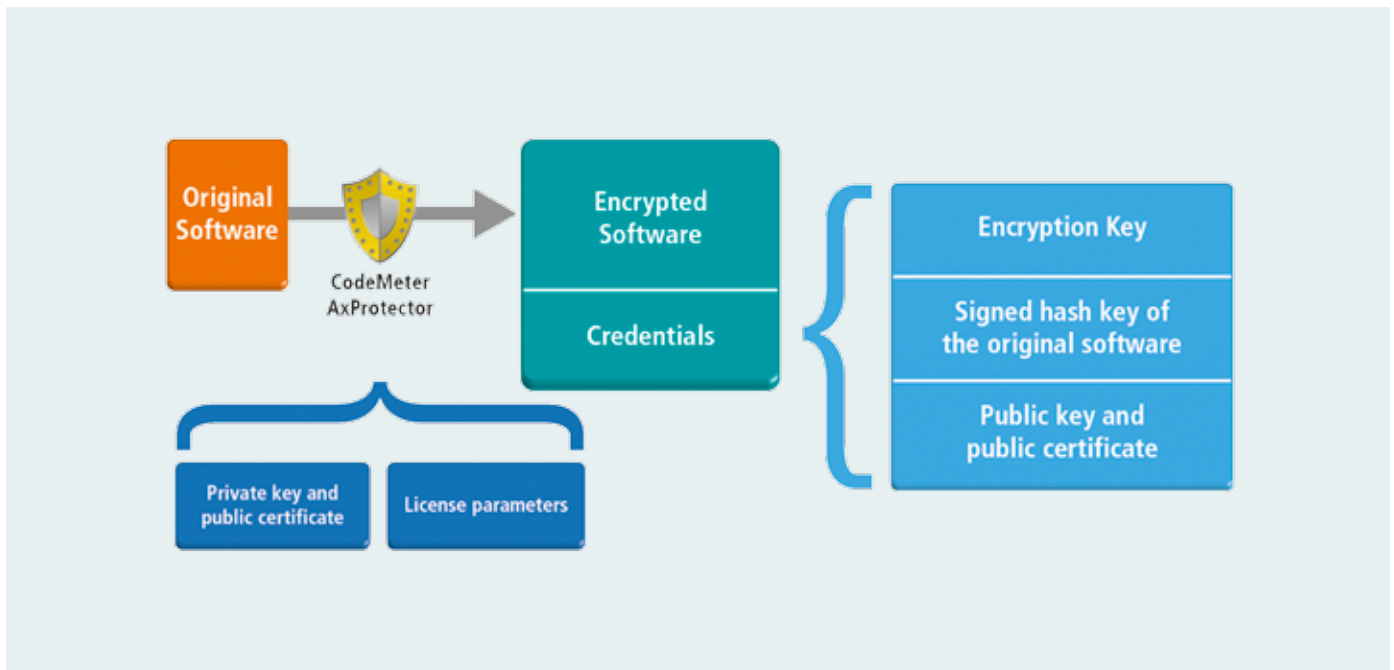 Original
Software
CodeMeter
AxProtector
Encrypted
Software
Credentials
Encryption Key
Signed hash key of
the original software
Public key and
public certificate
Private key and
public certificate
License parameters